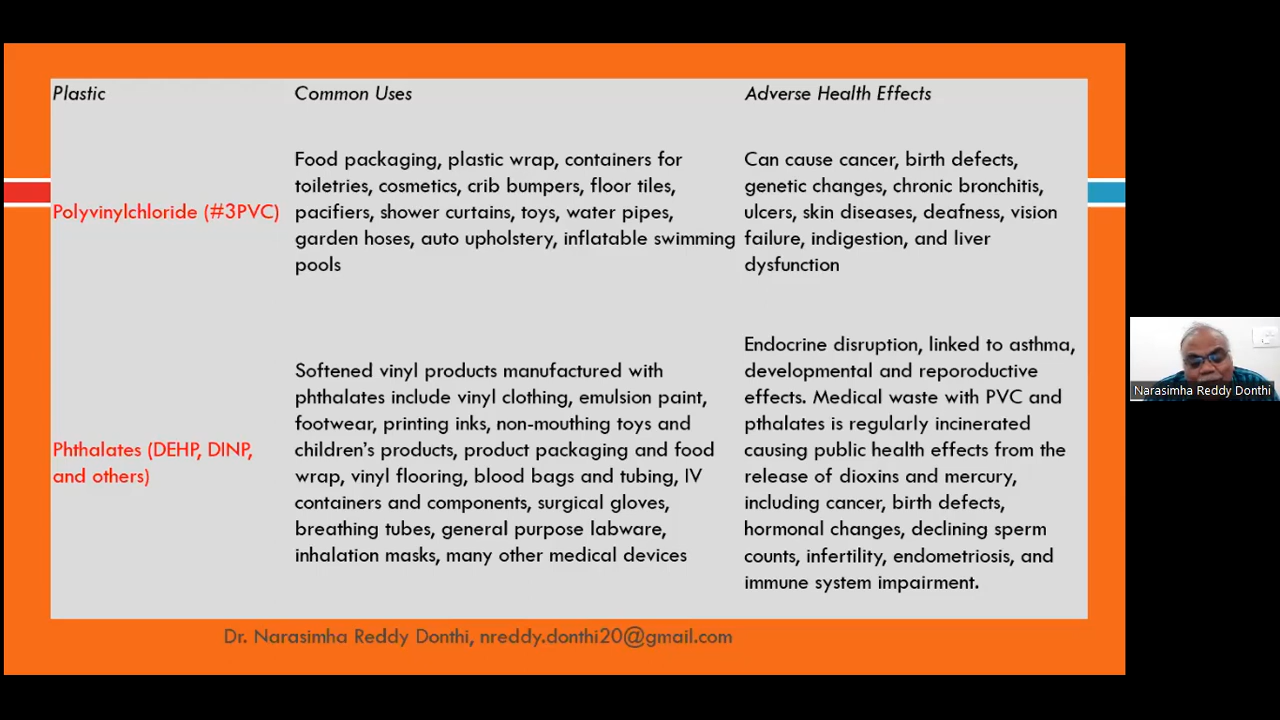 Plastic
Common Uses
Adverse Health Effects
Polyvinylchloride (#3PVC)
Food packaging, plastic wrap, containers for
toiletries, cosmetics, crib bumpers, floor tiles,
pacifiers, shower curtains, toys, water pipes,
garden hoses, auto upholstery, inflatable swimming
pools
Can cause cancer, birth defects,
genetic changes, chronic bronchitis,
ulcers, skin diseases, deafness, vision
failure, indigestion, and liver
dysfunction
Phthalates (DEHP, DINP,
and others)
Softened vinyl products manufactured with
phthalates include vinyl clothing, emulsion paint,
footwear, printing inks, non-mouthing toys and
children's products, product packaging and food
wrap, vinyl flooring, blood bags and tubing, IV
containers and components, surgical gloves,
breathing tubes, general purpose labware,
inhalation masks, many other medical devices
Endocrine disruption, linked to asthma,
developmental and reporoductive
effects. Medical waste with PVC and
pthalates is regularly incinerated
causing public health effects from the
release of dioxins and mercury,
including cancer, birth defects,
hormonal changes, declining sperm
counts, infertility, endometriosis, and
immune system impairment.
Dr. Narasimha Reddy Donthi, nreddy.donthi20@gmail.com
Narasimha Reddy Donthi